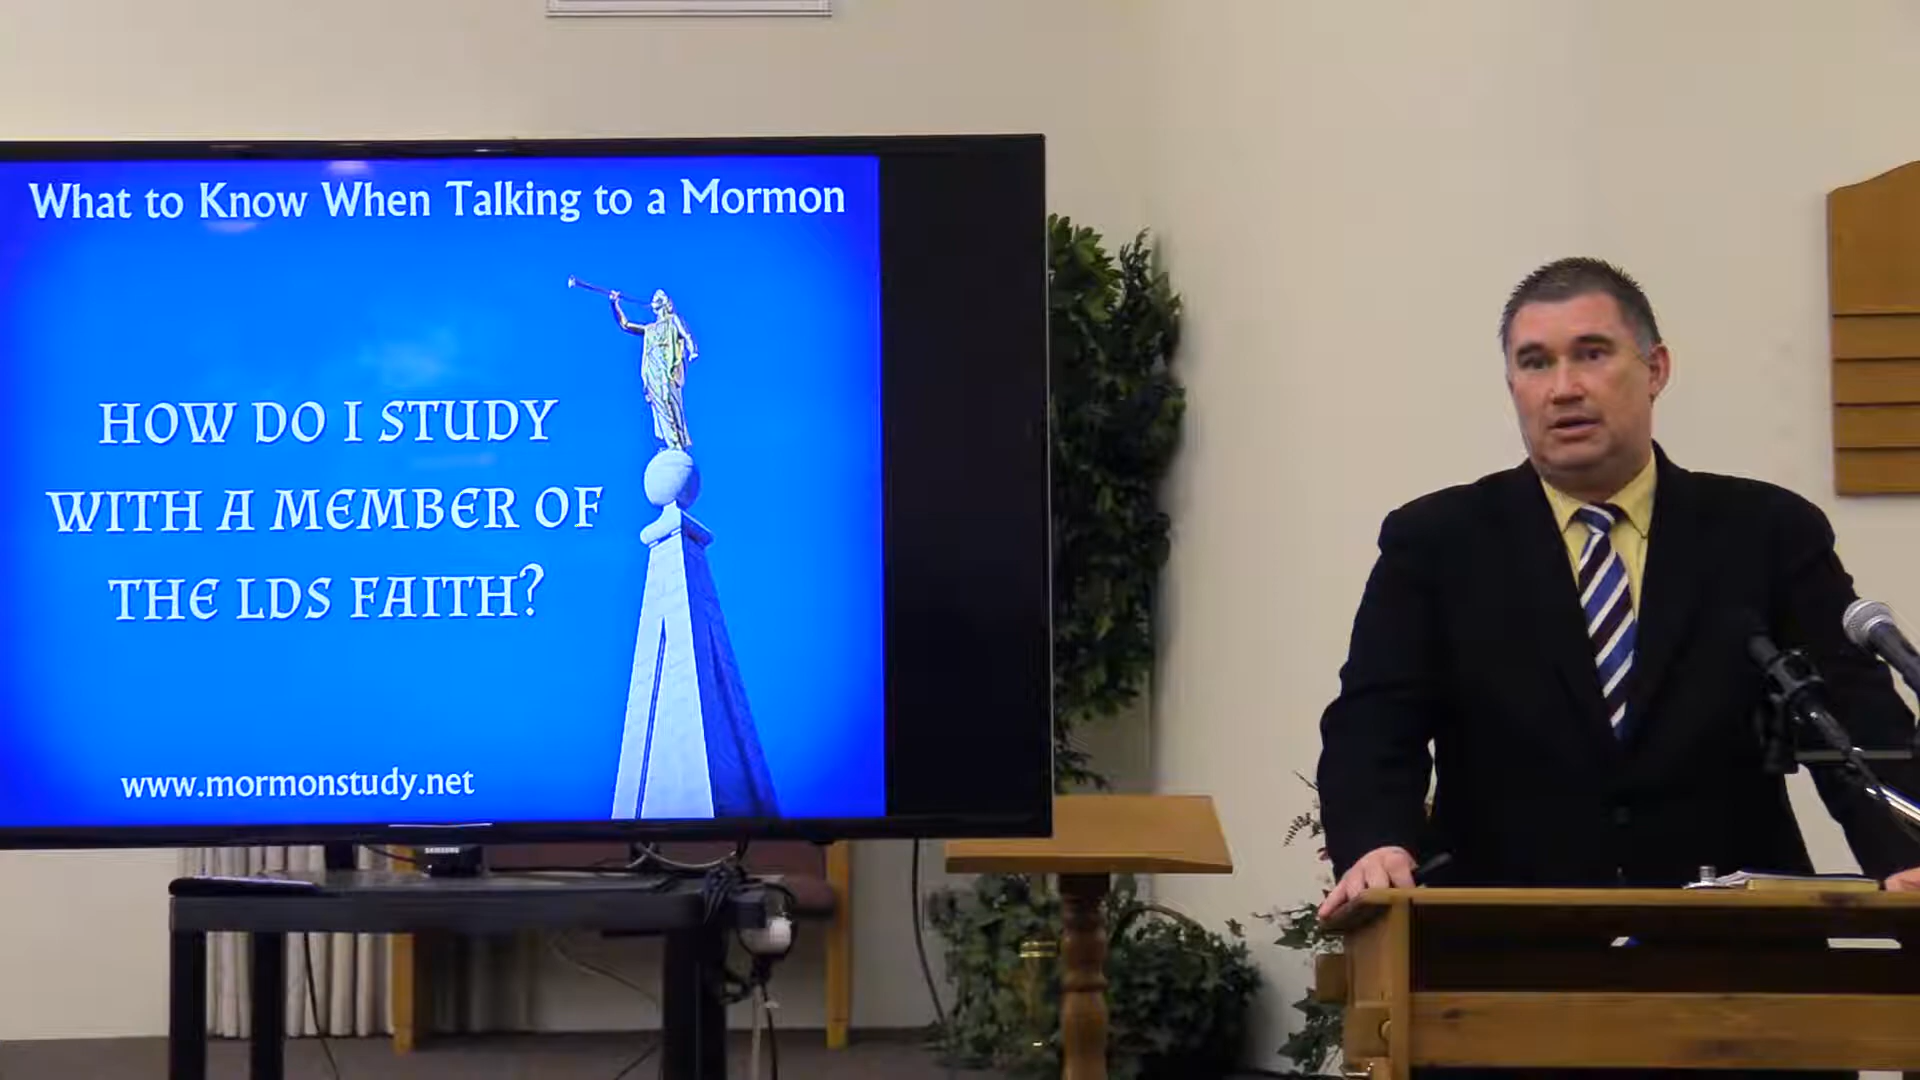 What to Know When Talking to a Mormon
HOW DO I STUDY
WITH A MEMBER OF
THE LDS FAITH?
www.mormonstudy.net
SAMSUNG